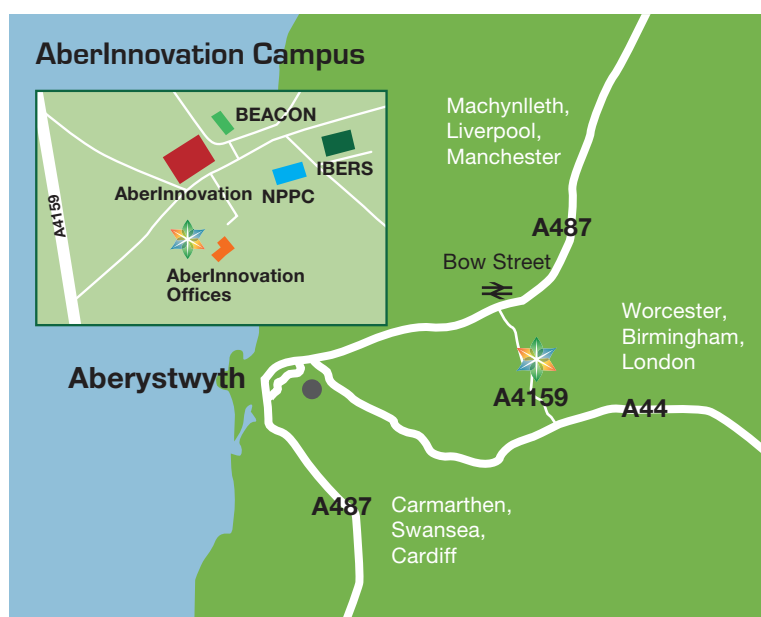 AberInnovation Campus
BEACON
IBERS
AberInnovation
NPPC
A4159
AberInnovation
Offices
Machynlleth,
Liverpool,
Manchester
A487
Bow Street
Worcester,
Birmingham,
London
Aberystwyth
A4159
A44
A487
Carmarthen,
Swansea,
Cardiff